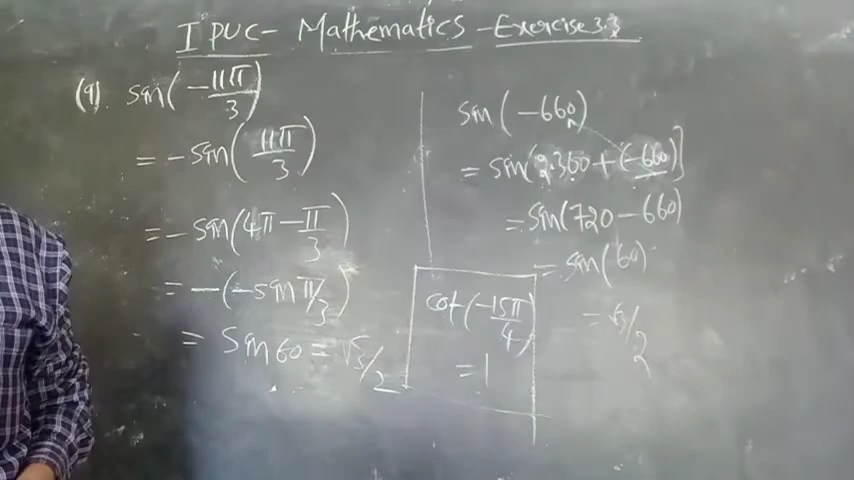 I PUC - Mathematics - Exercise 3.3
(9). sin(-11π/3)
= -sin(11π/3)
= -sin(4π - π/3)
= -(-sin π/3)
= Sin 60 = √3/2
sin(-660)
= sin[2.360 + (-660)]
= sin(720 - 660)
= sin(60)
= √3/2
cot(-15π/4)
= 1